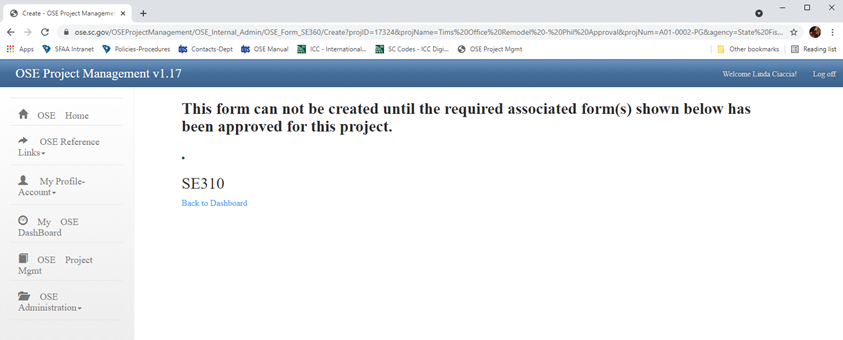 Create - OSE Project Management
ose.sc.gov/OSEProjectManagement/OSE_Internal_Admin/OSE_Form_SE360/Create?projID=17324&projName=Tims%20Office%20Remodel%20-%20Phil%20Approval&projNum=A01-0002-PG&agency=State%20Fis...
Apps SFAA Intranet Policies-Procedures Contacts-Dept OSE Manual ICC - International... SC Codes - ICC Digi... OSE Project Mgmt Other bookmarks Reading list
OSE Project Management v1.17 Welcome Linda Ciaccia! Log off
OSE Home
OSE Reference
Links
My Profile-
Account
My OSE
DashBoard
OSE Project
Mgmt
OSE
Administration
This form can not be created until the required associated form(s) shown below has
been approved for this project.
SE310
Back to Dashboard